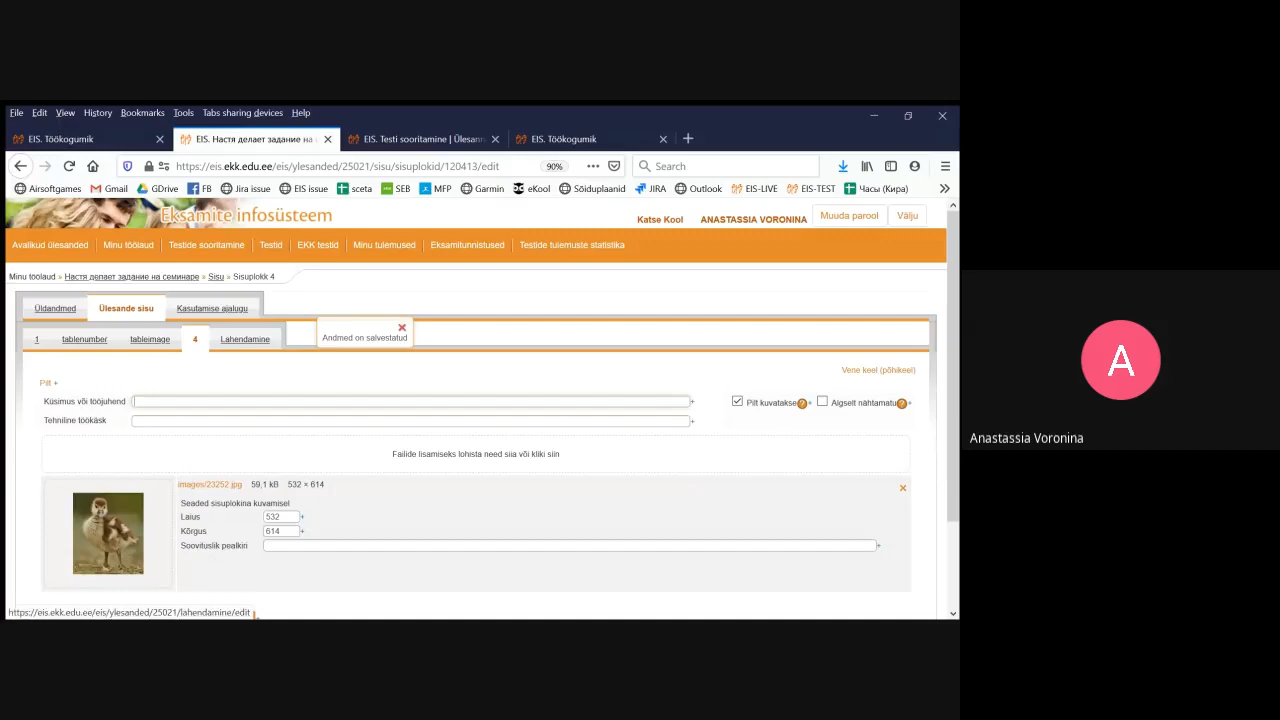 File Edit View History Bookmarks Tools Tabs sharing devices Help
EIS. Töökogumik
EIS. Настя делает задание на с
EIS. Testi sooritamine | Ülesann
EIS. Töökogumik
https://eis.ekk.edu.ee/eis/ylesanded/25021/sisu/sisuplokid/120413/edit 90% Search
Airsoftgames Gmail GDrive FB Jira issue EIS issue sceta SEB MFP Garmin eKool Sõiduplaanid JIRA Outlook EIS-LIVE EIS-TEST Часы (Кира)
Eksamite infosüsteem
Katse Kool ANASTASSIA VORONINA Muuda parool Välju
Avalikud ülesanded Minu töölaud Testide sooritamine Testid EKK testid Minu tulemused Eksamitunnistused Testide tulemuste statistika
Minu töölaud » Настя делает задание на семинаре » Sisu » Sisuplokk 4
Üldandmed Ülesande sisu Kasutamise ajalugu
1 tablenumber tableimage 4 Lahendamine
Andmed on salvestatud
Vene keel (põhikeel)
Pilt +
Küsimus või tööjuhend
Pilt kuvatakse Algselt nähtamatu
Tehniline töökäsk
Failide lisamiseks lohista need siia või kliki siin
images/23252.jpg 59,1 kB 532 × 614
Seaded sisuplokina kuvamisel
Laius 532
Kõrgus 614
Soovituslik pealkiri
https://eis.ekk.edu.ee/eis/ylesanded/25021/lahendamine/edit
A
Anastassia Voronina